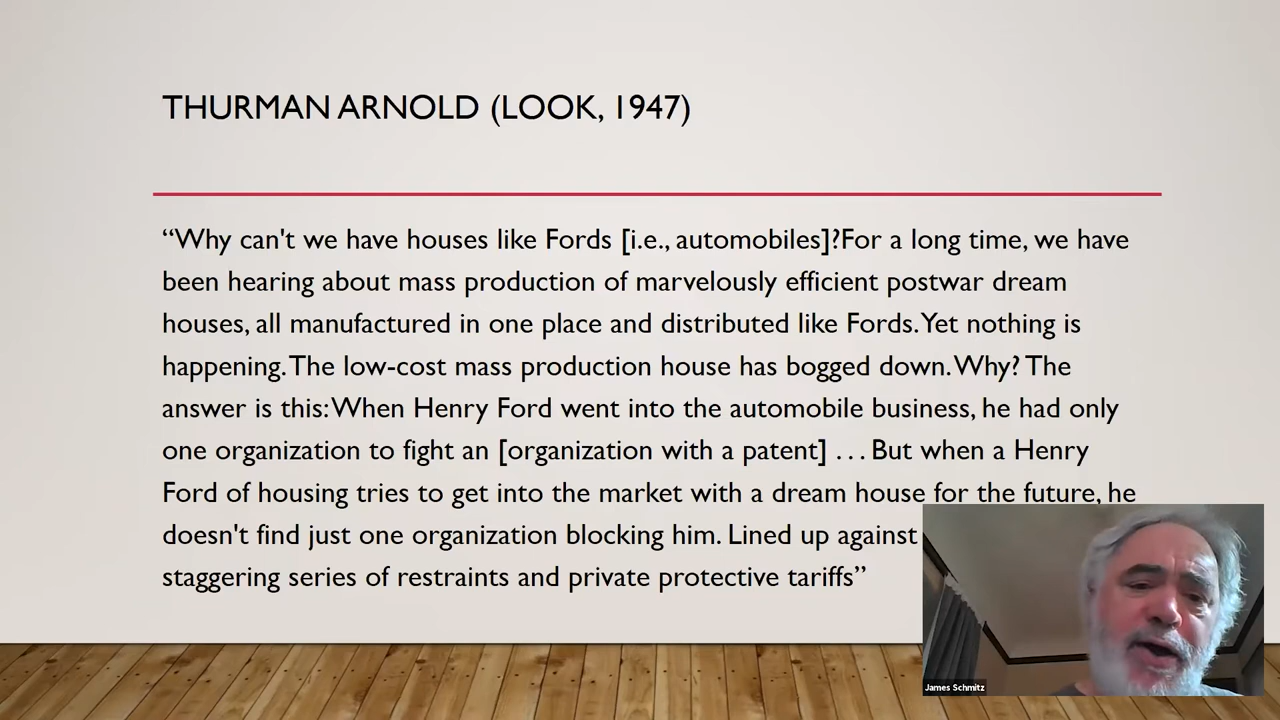 THURMAN ARNOLD (LOOK, 1947)
“Why can't we have houses like Fords [i.e., automobiles]?For a long time, we have
been hearing about mass production of marvelously efficient postwar dream
houses, all manufactured in one place and distributed like Fords. Yet nothing is
happening. The low-cost mass production house has bogged down. Why? The
answer is this: When Henry Ford went into the automobile business, he had only
one organization to fight an [organization with a patent] . . . But when a Henry
Ford of housing tries to get into the market with a dream house for the future, he
doesn't find just one organization blocking him. Lined up against
staggering series of restraints and private protective tariffs”
James Schmitz